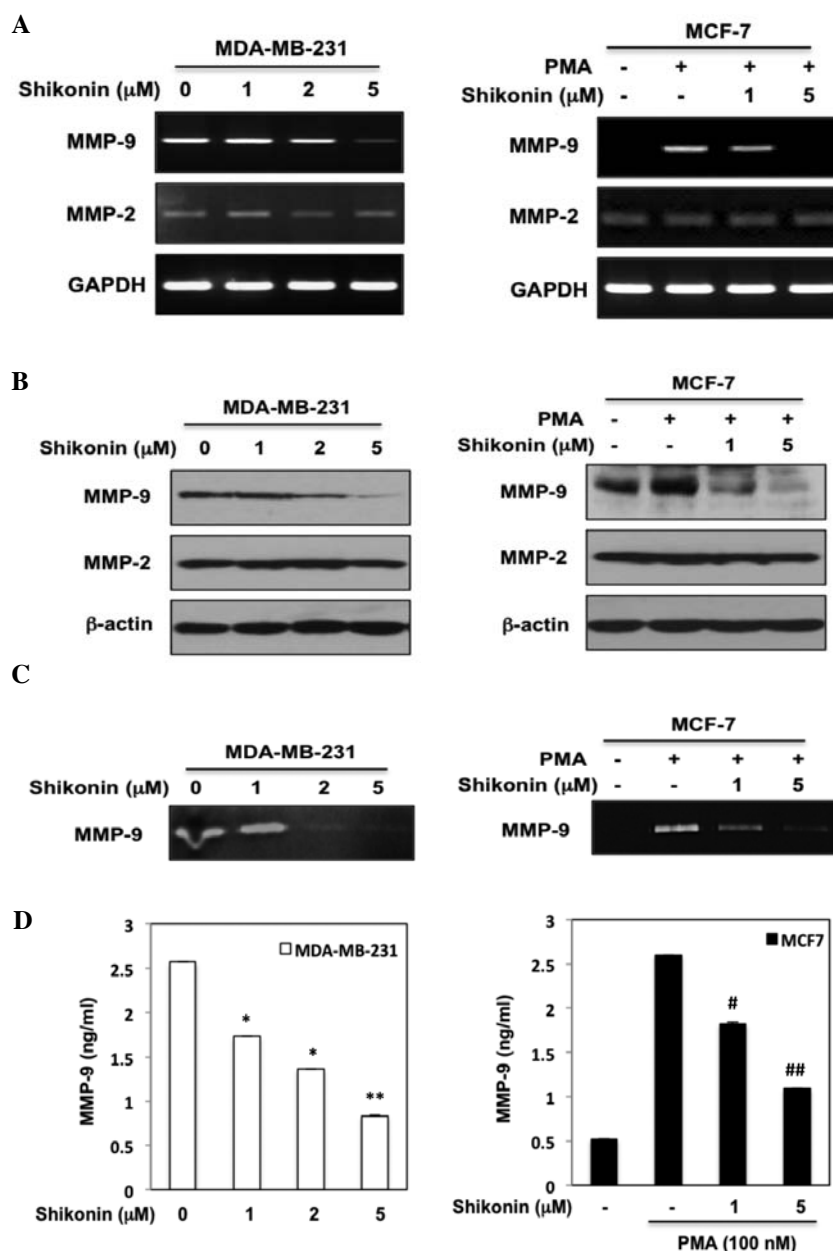 A
MDA-MB-231
Shikonin (μM) 0 1 2 5
MMP-9
MMP-2
GAPDH
MCF-7
PMA - + + +
Shikonin (μM) - - 1 5
MMP-9
MMP-2
GAPDH
B
MDA-MB-231
Shikonin (μM) 0 1 2 5
MMP-9
MMP-2
β-actin
MCF-7
PMA - + + +
Shikonin (μM) - - 1 5
MMP-9
MMP-2
β-actin
C
MDA-MB-231
Shikonin (μM) 0 1 2 5
MMP-9
MCF-7
PMA - + + +
Shikonin (μM) - - 1 5
MMP-9
D
MMP-9 (ng/ml)
3
2.5
2
1.5
1
0.5
0
MDA-MB-231
*
*
**
Shikonin (μM) 0 1 2 5
MMP-9 (ng/ml)
3
2.5
2
1.5
1
0.5
0
MCF7
#
##
Shikonin (μM) - - 1 5
PMA (100 nM)